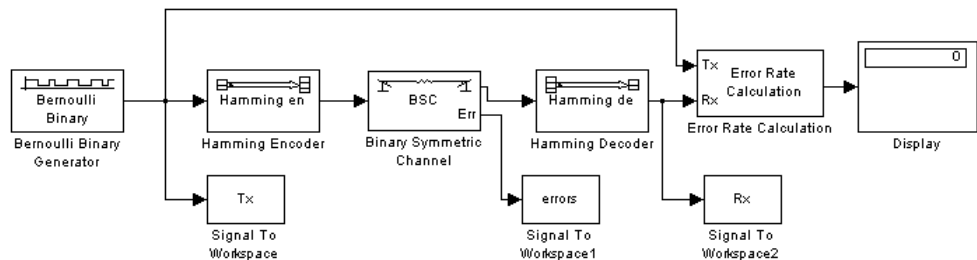 Bernoulli
Binary
Bernoulli Binary
Generator
Hamming en
Hamming Encoder
BSC
Err
Binary Symmetric
Channel
Hamming de
Hamming Decoder
Tx
Rx
Error Rate
Calculation
Error Rate Calculation
0
Display
Tx
Signal To
Workspace
errors
Signal To
Workspace1
Rx
Signal To
Workspace2